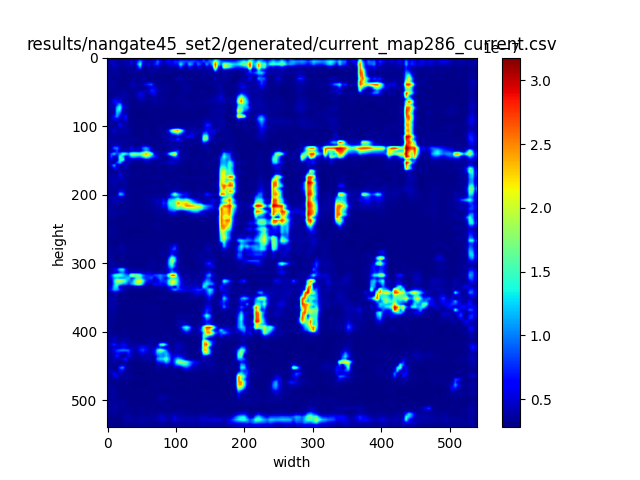 results/nangate45_set2/generated/current_map286_current.csv
1e−7
0
100
200
300
400
500
height
0 100 200 300 400 500
width
3.0
2.5
2.0
1.5
1.0
0.5